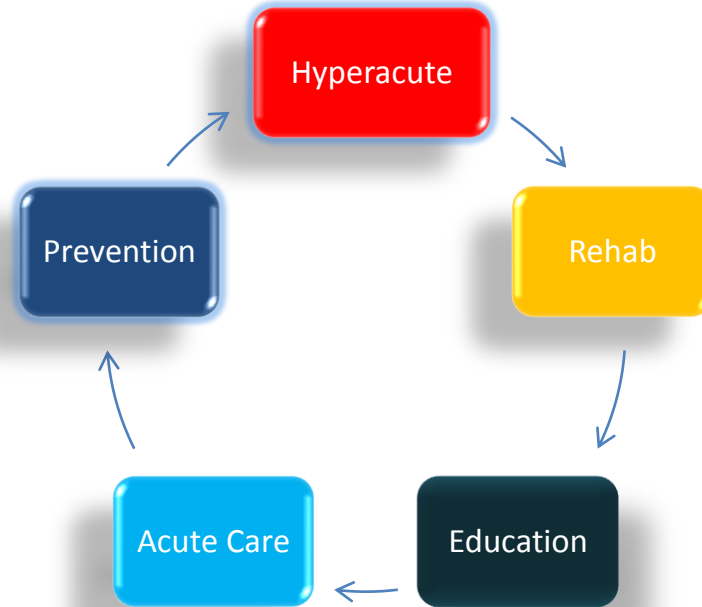 Hyperacute
Rehab
Education
Acute Care
Prevention